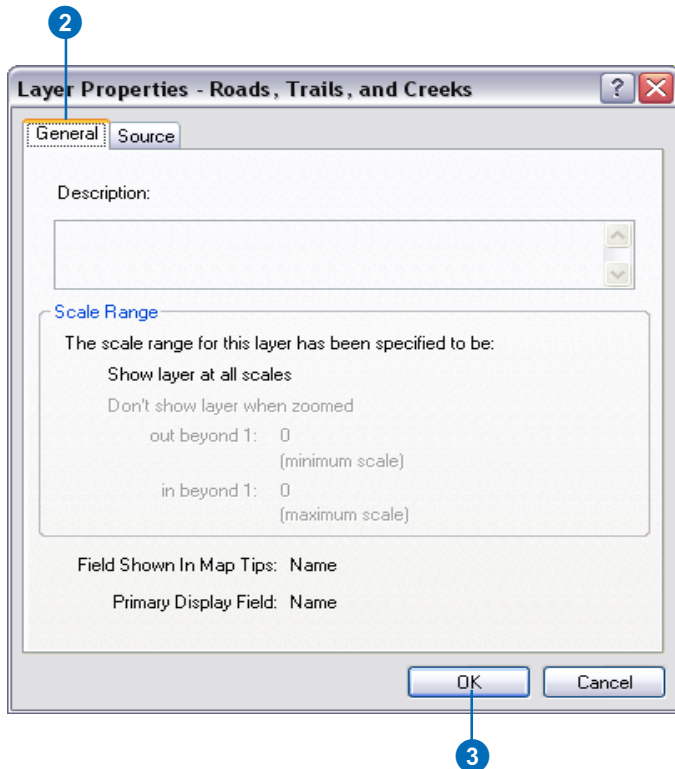 2
Layer Properties - Roads, Trails, and Creeks
?
General Source
Description:
Scale Range
The scale range for this layer has been specified to be:
Show layer at all scales
Don't show layer when zoomed
out beyond 1: 0
(minimum scale)
in beyond 1: 0
(maximum scale)
Field Shown In Map Tips: Name
Primary Display Field: Name
OK Cancel
3